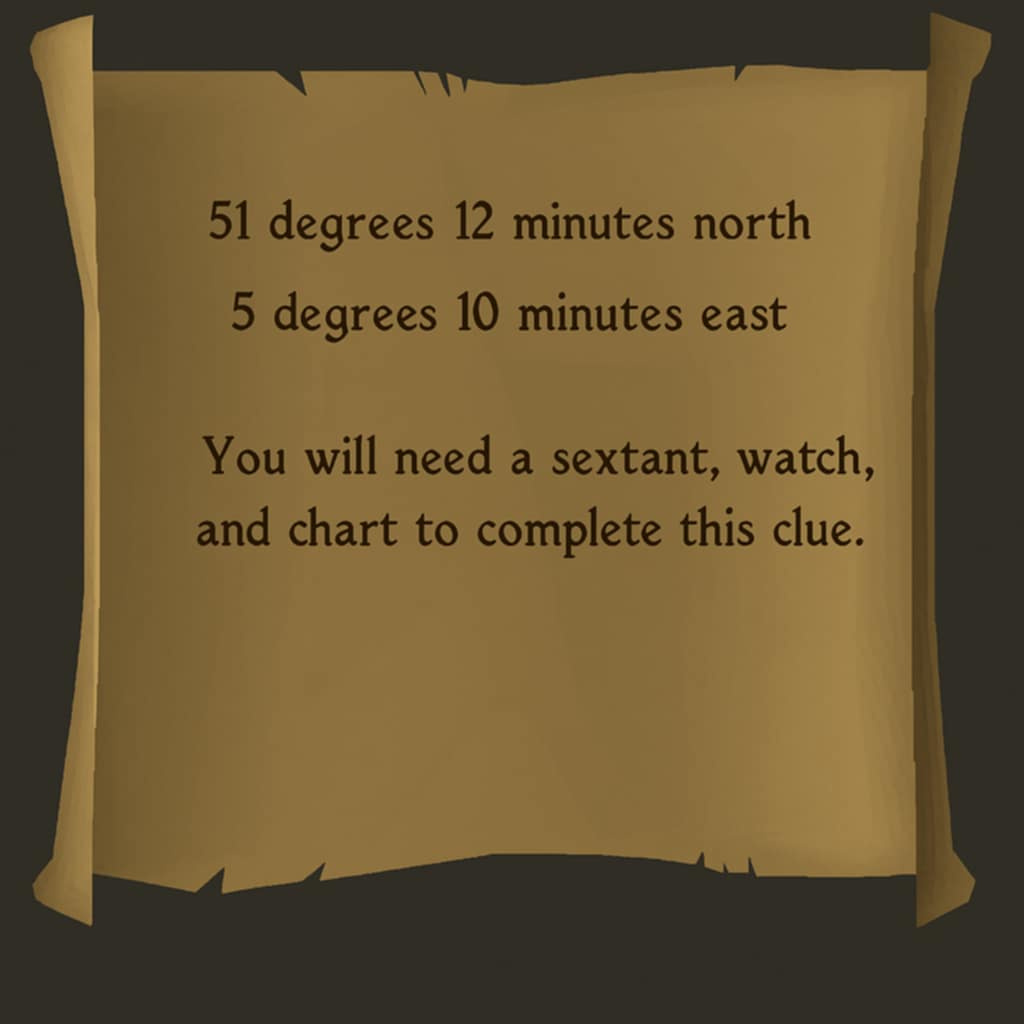 51 degrees 12 minutes north
5 degrees 10 minutes east
You will need a sextant, watch,
and chart to complete this clue.